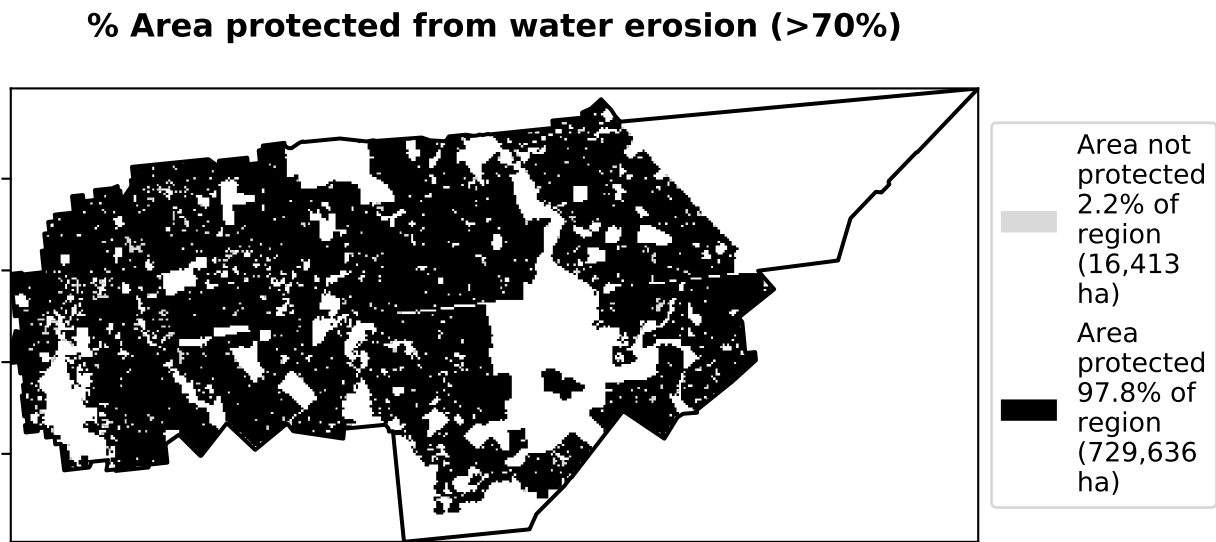 % Area protected from water erosion (>70%)
Area not
protected
2.2% of
region
(16,413
ha)
Area
protected
97.8% of
region
(729,636
ha)